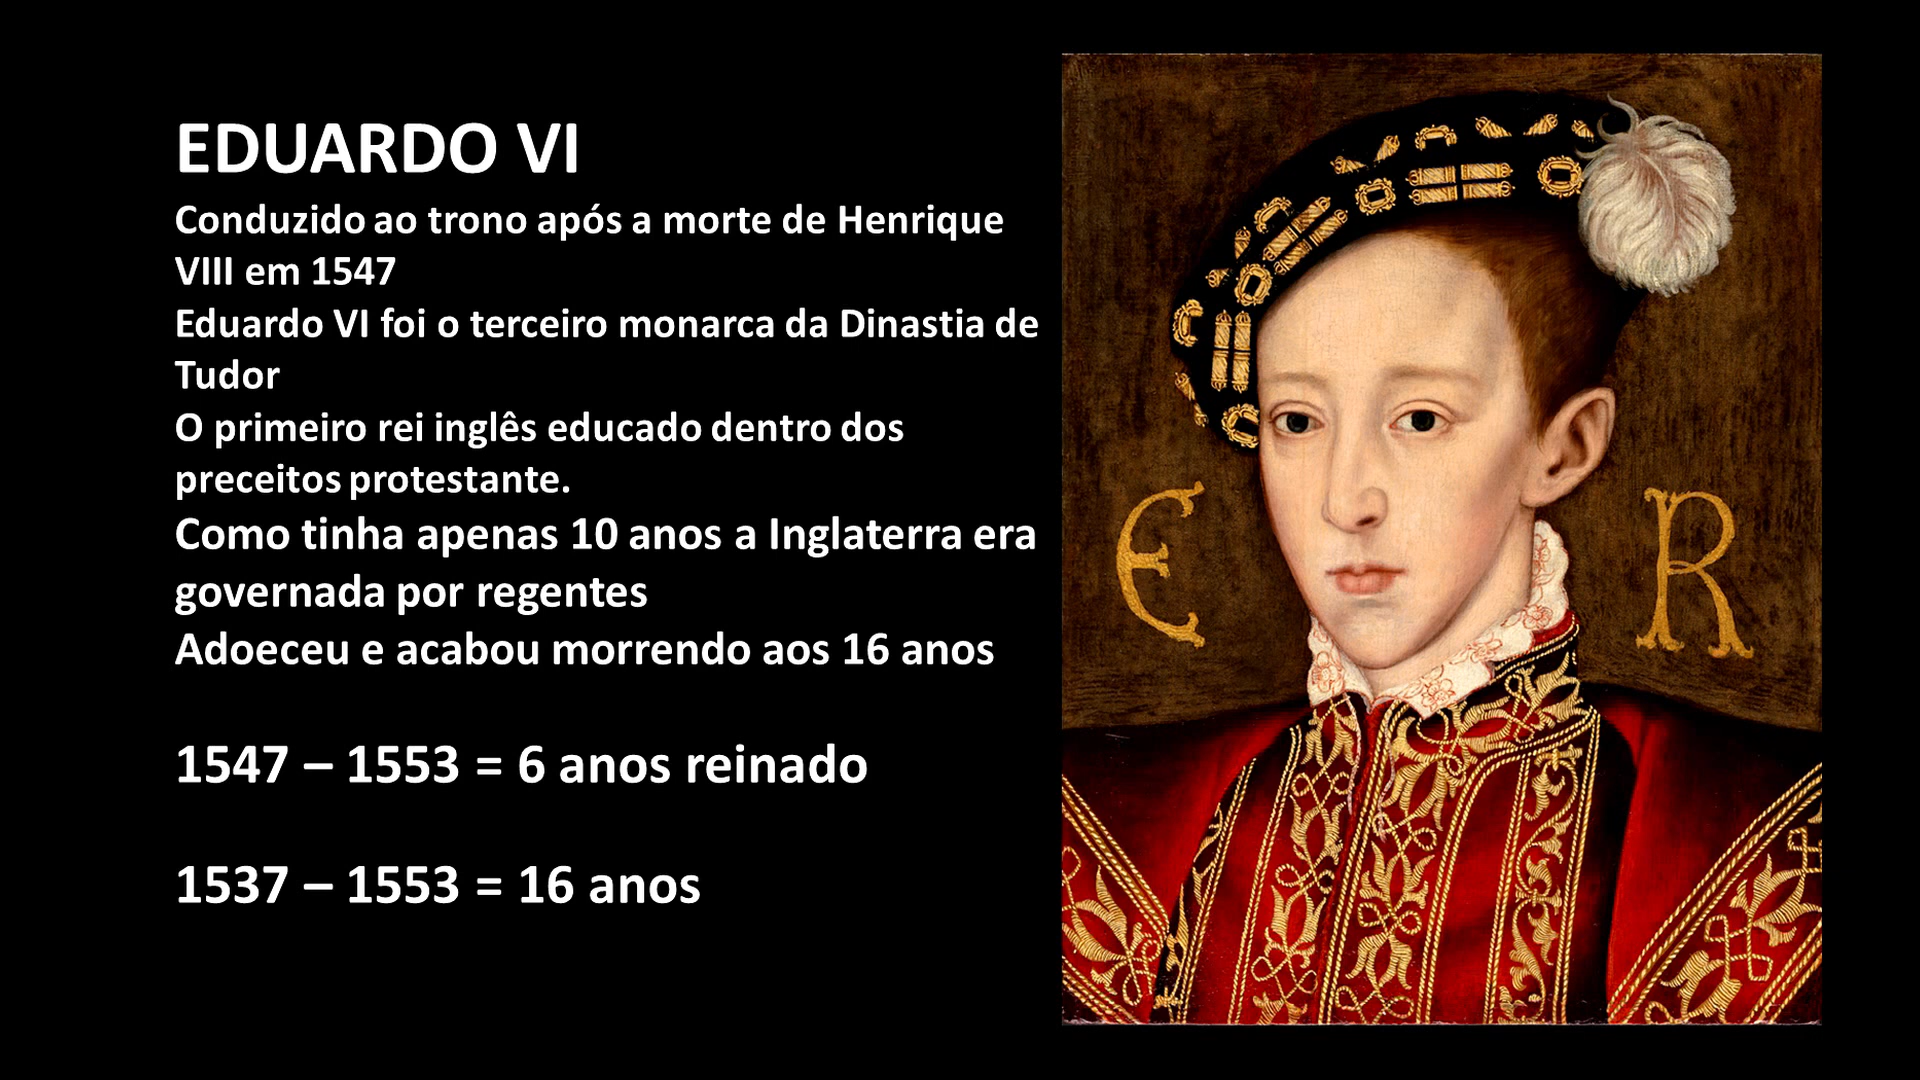 EDUARDO VI
Conduzido ao trono após a morte de Henrique
VIII em 1547
Eduardo VI foi o terceiro monarca da Dinastia de
Tudor
O primeiro rei inglês educado dentro dos
preceitos protestante.
Como tinha apenas 10 anos a Inglaterra era
governada por regentes
Adoeceu e acabou morrendo aos 16 anos
1547 – 1553 = 6 anos reinado
1537 – 1553 = 16 anos
E R